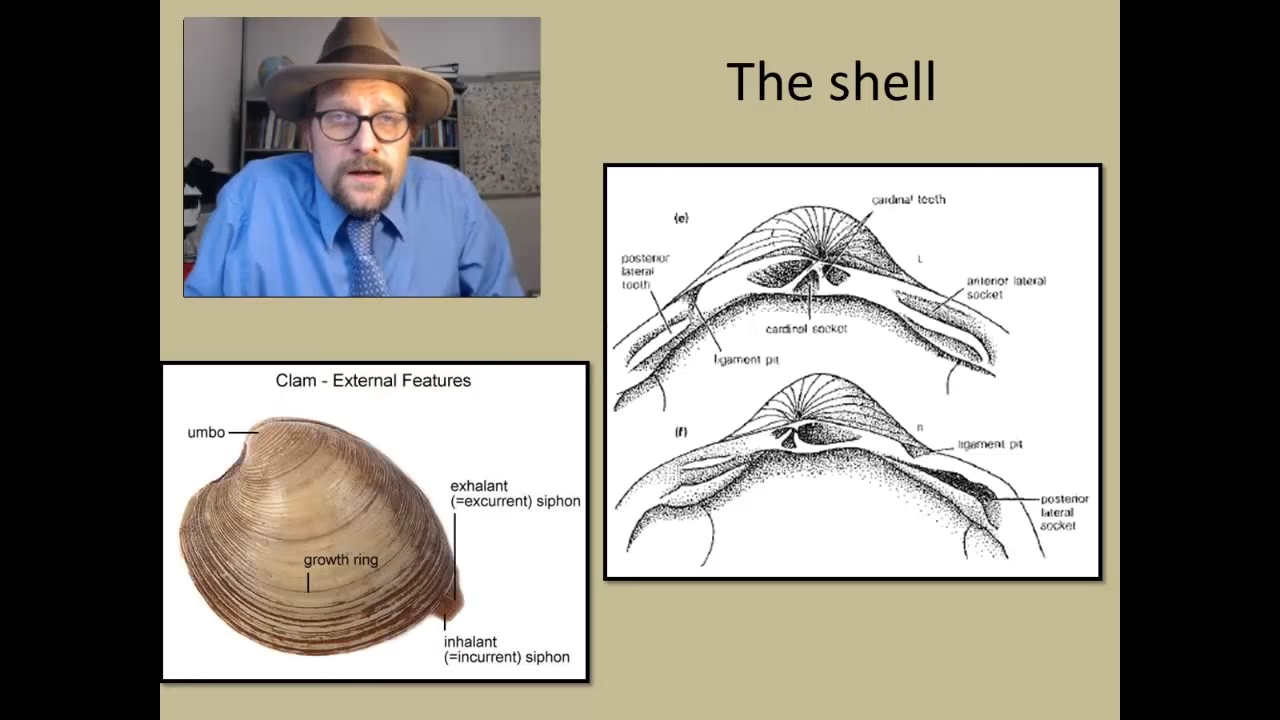 The shell
(e)
cardinal teeth
posterior
lateral
tooth
L
anterior lateral
socket
cardinal socket
ligament pit
(f)
R
ligament pit
posterior
lateral
socket
Clam - External Features
umbo
exhalant
(=excurrent) siphon
growth ring
inhalant
(=incurrent) siphon